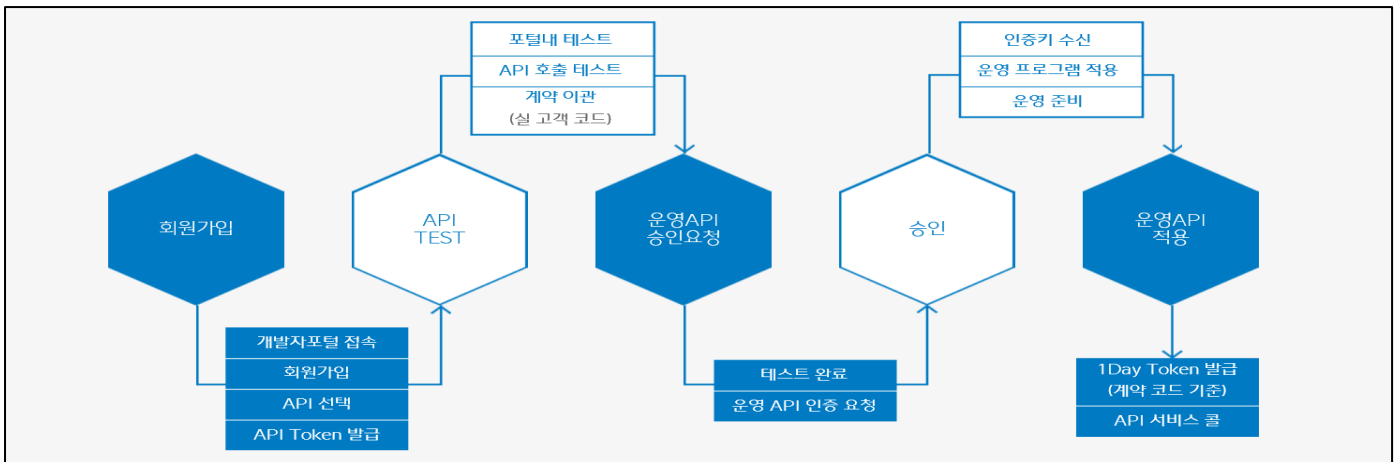 회원가입
개발자포털 접속
회원가입
API 선택
API Token 발급
API
TEST
포털내 테스트
API 호출 테스트
계약 이관
(실 고객 코드)
운영API
승인요청
테스트 완료
운영 API 인증 요청
승인
인증키 수신
운영 프로그램 적용
운영 준비
운영API
적용
1Day Token 발급
(계약 코드 기준)
API 서비스 콜